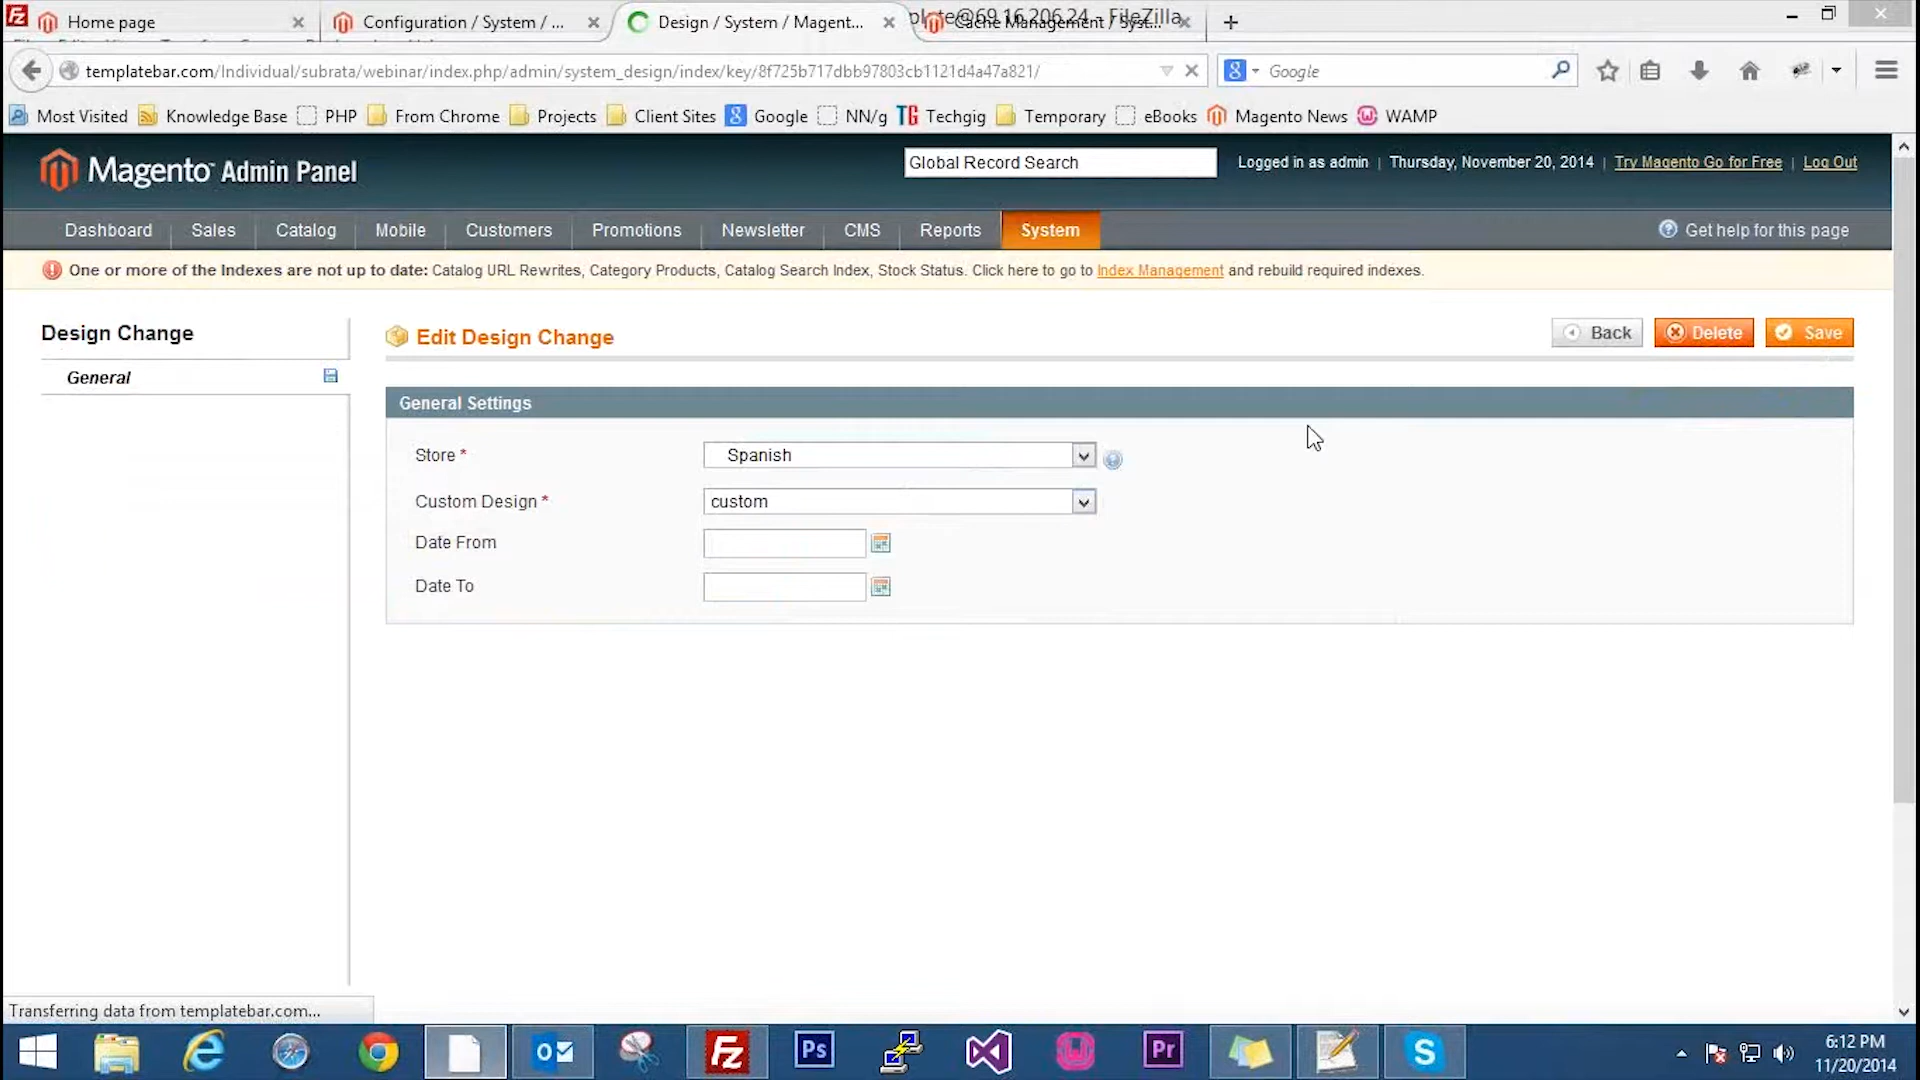 Home page
Configuration / System / ...
Design / System / Magent...
Cache Management / Syst...
plate@69.16.206.24 - FileZilla
templatebar.com/Individual/subrata/webinar/index.php/admin/system_design/index/key/8f725b717dbb97803cb1121d4a47a821/
Google
Most Visited
Knowledge Base
PHP
From Chrome
Projects
Client Sites
Google
NN/g
Techgig
Temporary
eBooks
Magento News
WAMP
Magento Admin Panel
Global Record Search
Logged in as admin | Thursday, November 20, 2014 | Try Magento Go for Free | Log Out
Dashboard
Sales
Catalog
Mobile
Customers
Promotions
Newsletter
CMS
Reports
System
Get help for this page
One or more of the Indexes are not up to date: Catalog URL Rewrites, Category Products, Catalog Search Index, Stock Status. Click here to go to Index Management and rebuild required indexes.
Design Change
General
Edit Design Change
Back
Delete
Save
General Settings
Store *
Spanish
Custom Design *
custom
Date From
Date To
Transferring data from templatebar.com...
6:12 PM
11/20/2014